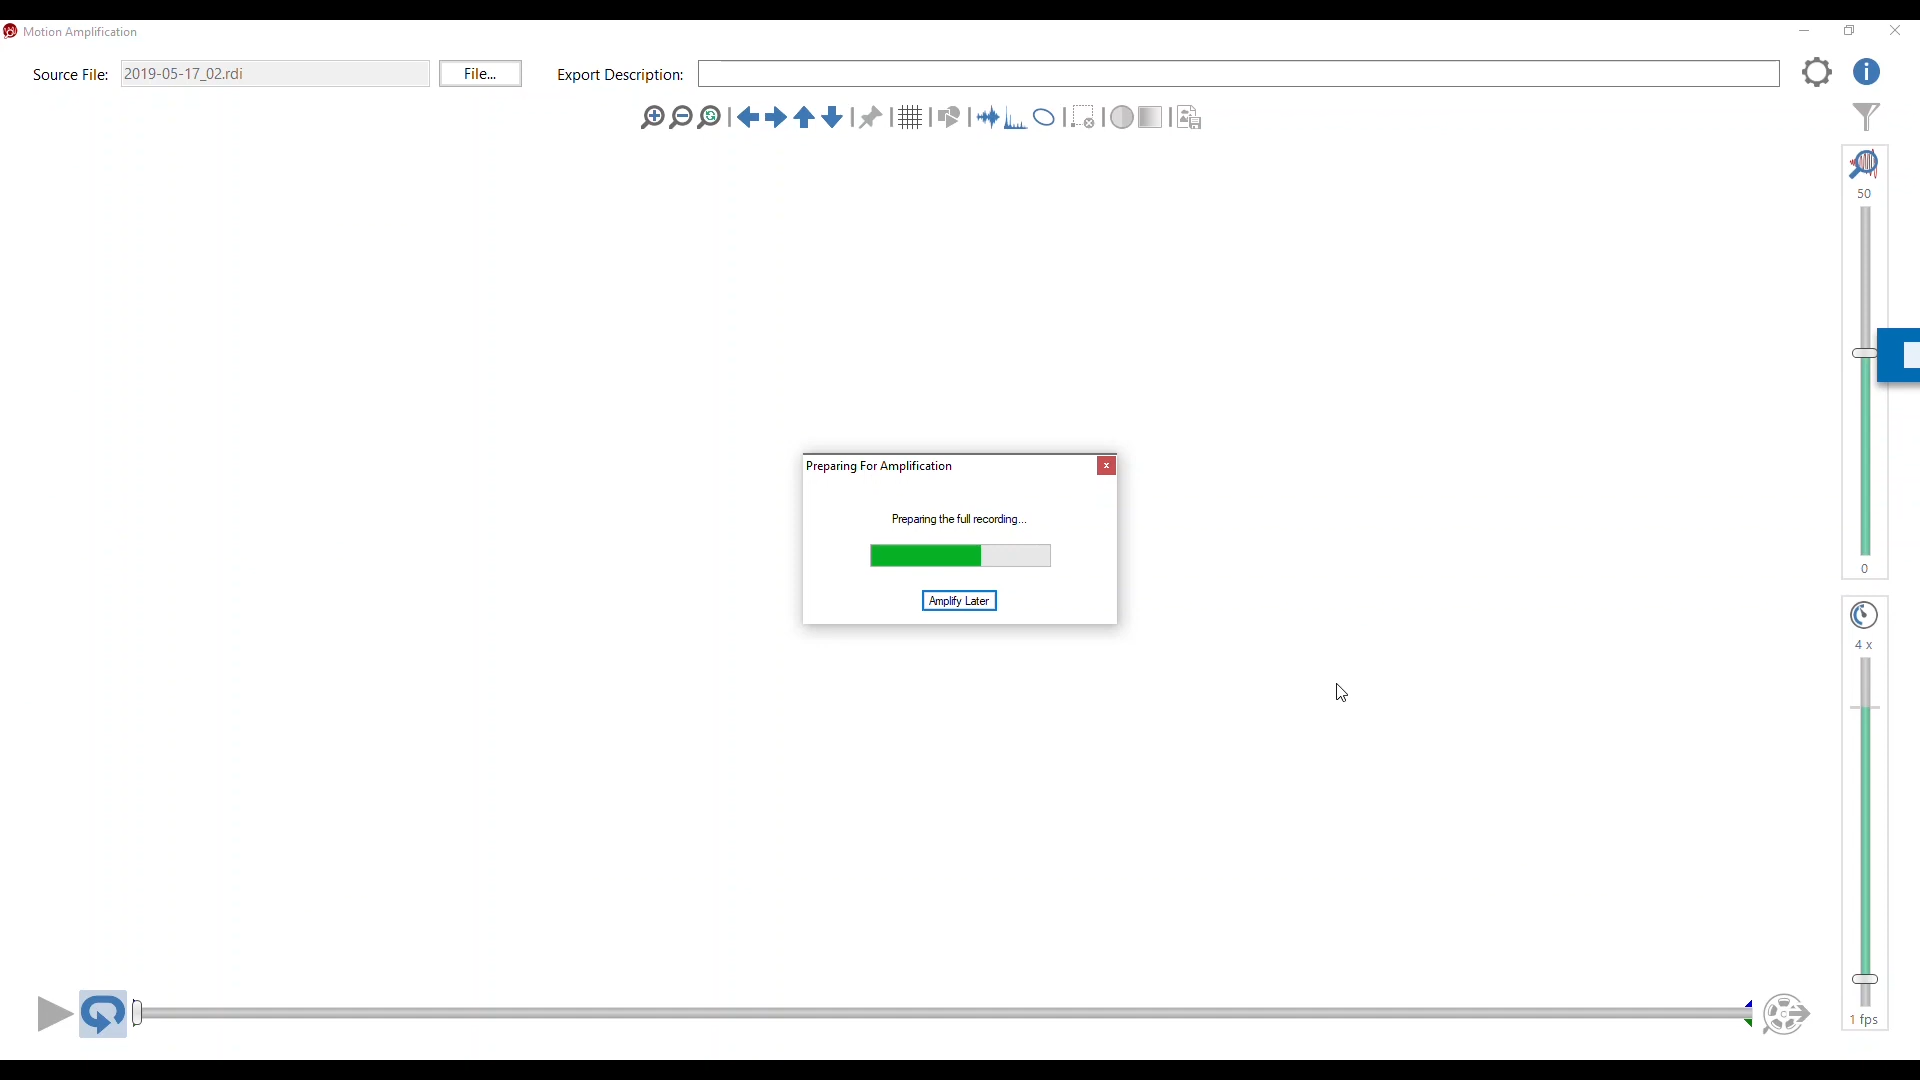 Motion Amplification
Source File: 2019-05-17_02.rdi File... Export Description:
50
0
4 x
1 fps
Preparing For Amplification x
Preparing the full recording...
Amplify Later